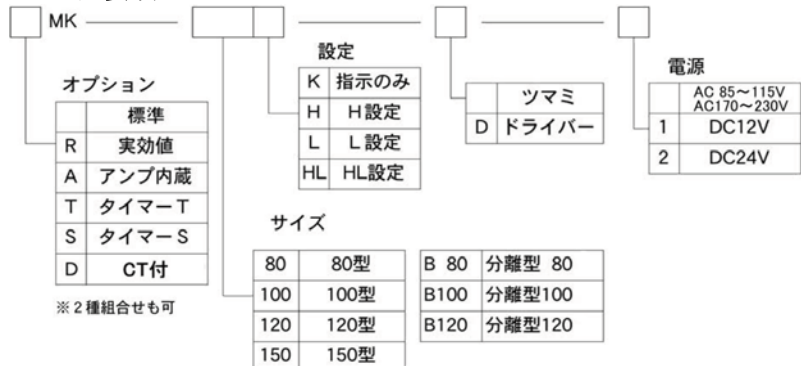 MK
オプション
標準
R 実効値
A アンプ内蔵
T タイマーT
S タイマーS
D CT付
※2種組合せも可
設定
K 指示のみ
H H設定
L L設定
HL HL設定
サイズ
80 80型
100 100型
120 120型
150 150型
B 80 分離型 80
B100 分離型100
B120 分離型120
ツマミ
D ドライバー
電源
AC 85〜115V
AC170〜230V
1 DC12V
2 DC24V